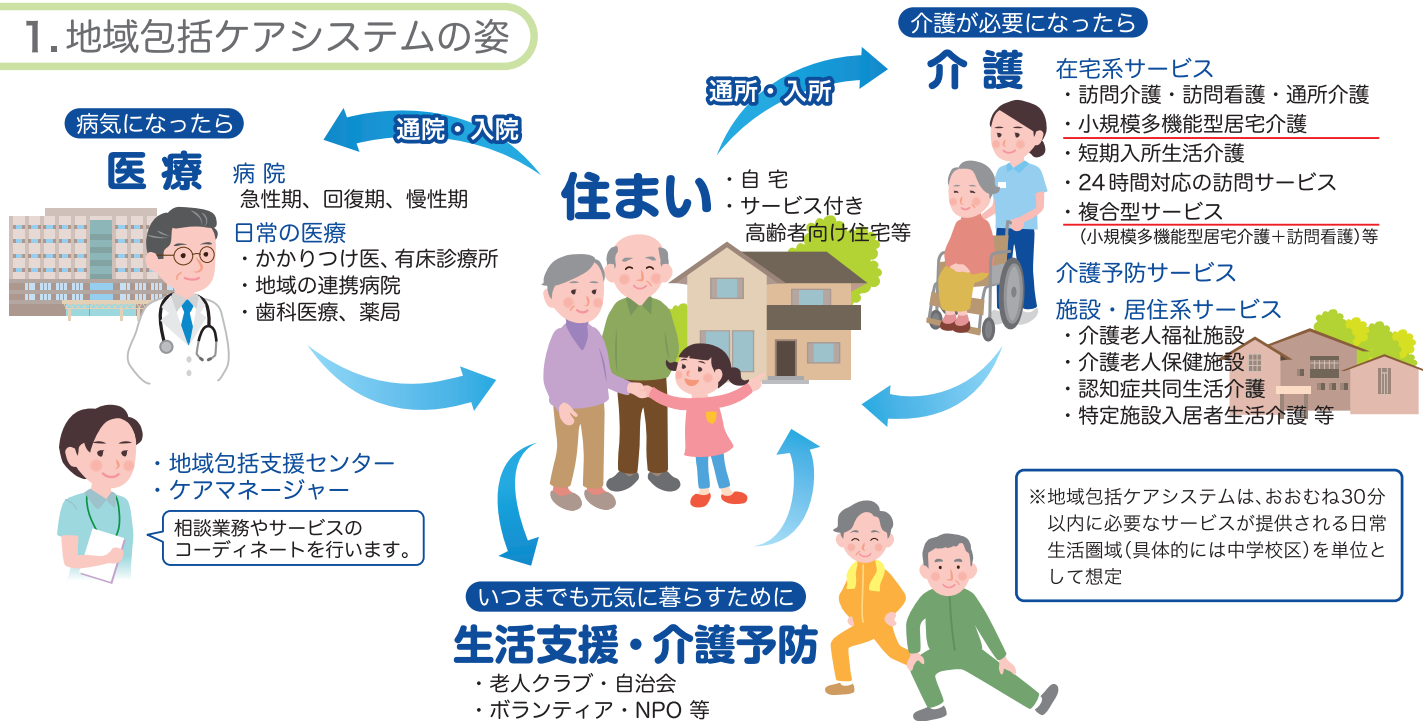 1.地域包括ケアシステムの姿
病気になったら
医療
通院・入院
病院
急性期、回復期、慢性期
日常の医療
・かかりつけ医、有床診療所
・地域の連携病院
・歯科医療、薬局
住まい
・自宅
・サービス付き
高齢者向け住宅等
通所・入所
介護が必要になったら
介護
在宅系サービス
・訪問介護・訪問看護・通所介護
・小規模多機能型居宅介護
・短期入所生活介護
・24時間対応の訪問サービス
・複合型サービス
(小規模多機能型居宅介護+訪問看護)等
介護予防サービス
施設・居住系サービス
・介護老人福祉施設
・介護老人保健施設
・認知症共同生活介護
・特定施設入居者生活介護 等
・地域包括支援センター
・ケアマネージャー
相談業務やサービスの
コーディネートを行います。
いつまでも元気に暮らすために
生活支援・介護予防
・老人クラブ・自治会
・ボランティア・NPO 等
※地域包括ケアシステムは、おおむね30分
以内に必要なサービスが提供される日常
生活圏域(具体的には中学校区)を単位と
して想定